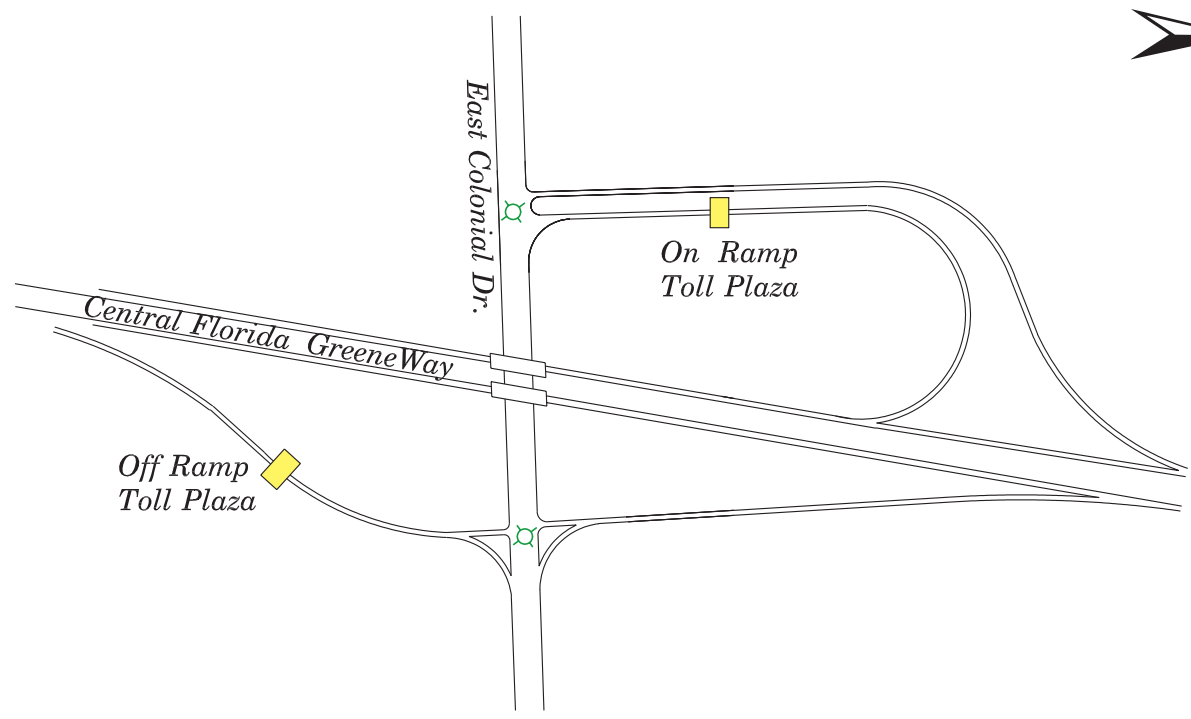 East Colonial Dr.
On Ramp
Toll Plaza
Central Florida GreeneWay
Off Ramp
Toll Plaza